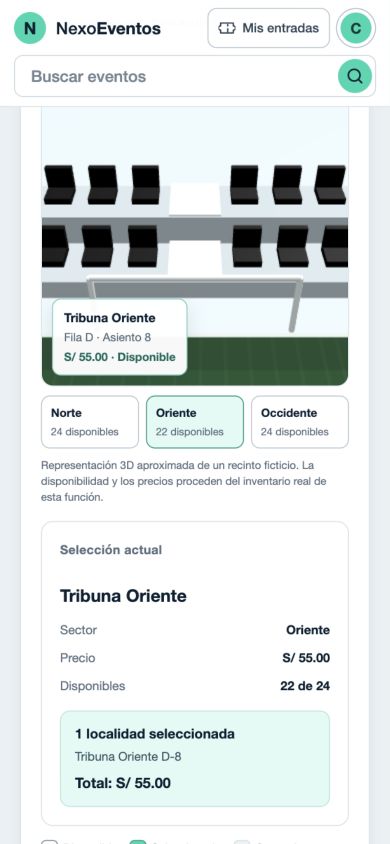 N NexoEventos Mis entradas C
Buscar eventos
Tribuna Oriente
Fila D · Asiento 8
S/ 55.00 · Disponible
Norte
24 disponibles
Oriente
22 disponibles
Occidente
24 disponibles
Representación 3D aproximada de un recinto ficticio. La
disponibilidad y los precios proceden del inventario real de
esta función.
Selección actual
Tribuna Oriente
Sector Oriente
Precio S/ 55.00
Disponibles 22 de 24
1 localidad seleccionada
Tribuna Oriente D-8
Total: S/ 55.00